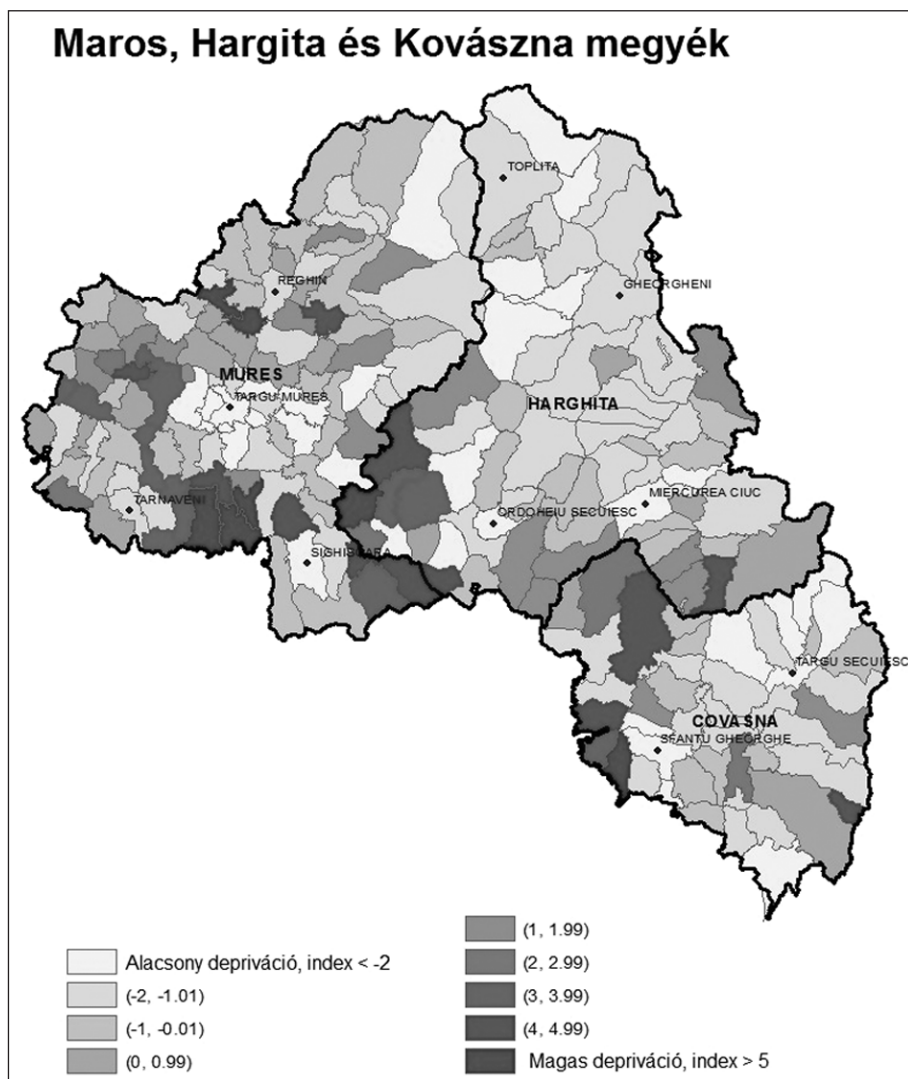 Maros, Hargita és Kovászna megyék
TOPLITA
REGHIN
GHEORGHENI
MURES
TARGU MURES
HARGHITA
TARNAVENI
MIERCUREA CIUC
ORDOHEIU SECUIESC
SIGHISOARA
TARGU SECUIESC
COVASNA
SFANTU GHEORGHE
Alacsony depriváció, index < -2
(-2, -1.01)
(-1, -0.01)
(0, 0.99)
(1, 1.99)
(2, 2.99)
(3, 3.99)
(4, 4.99)
Magas depriváció, index > 5